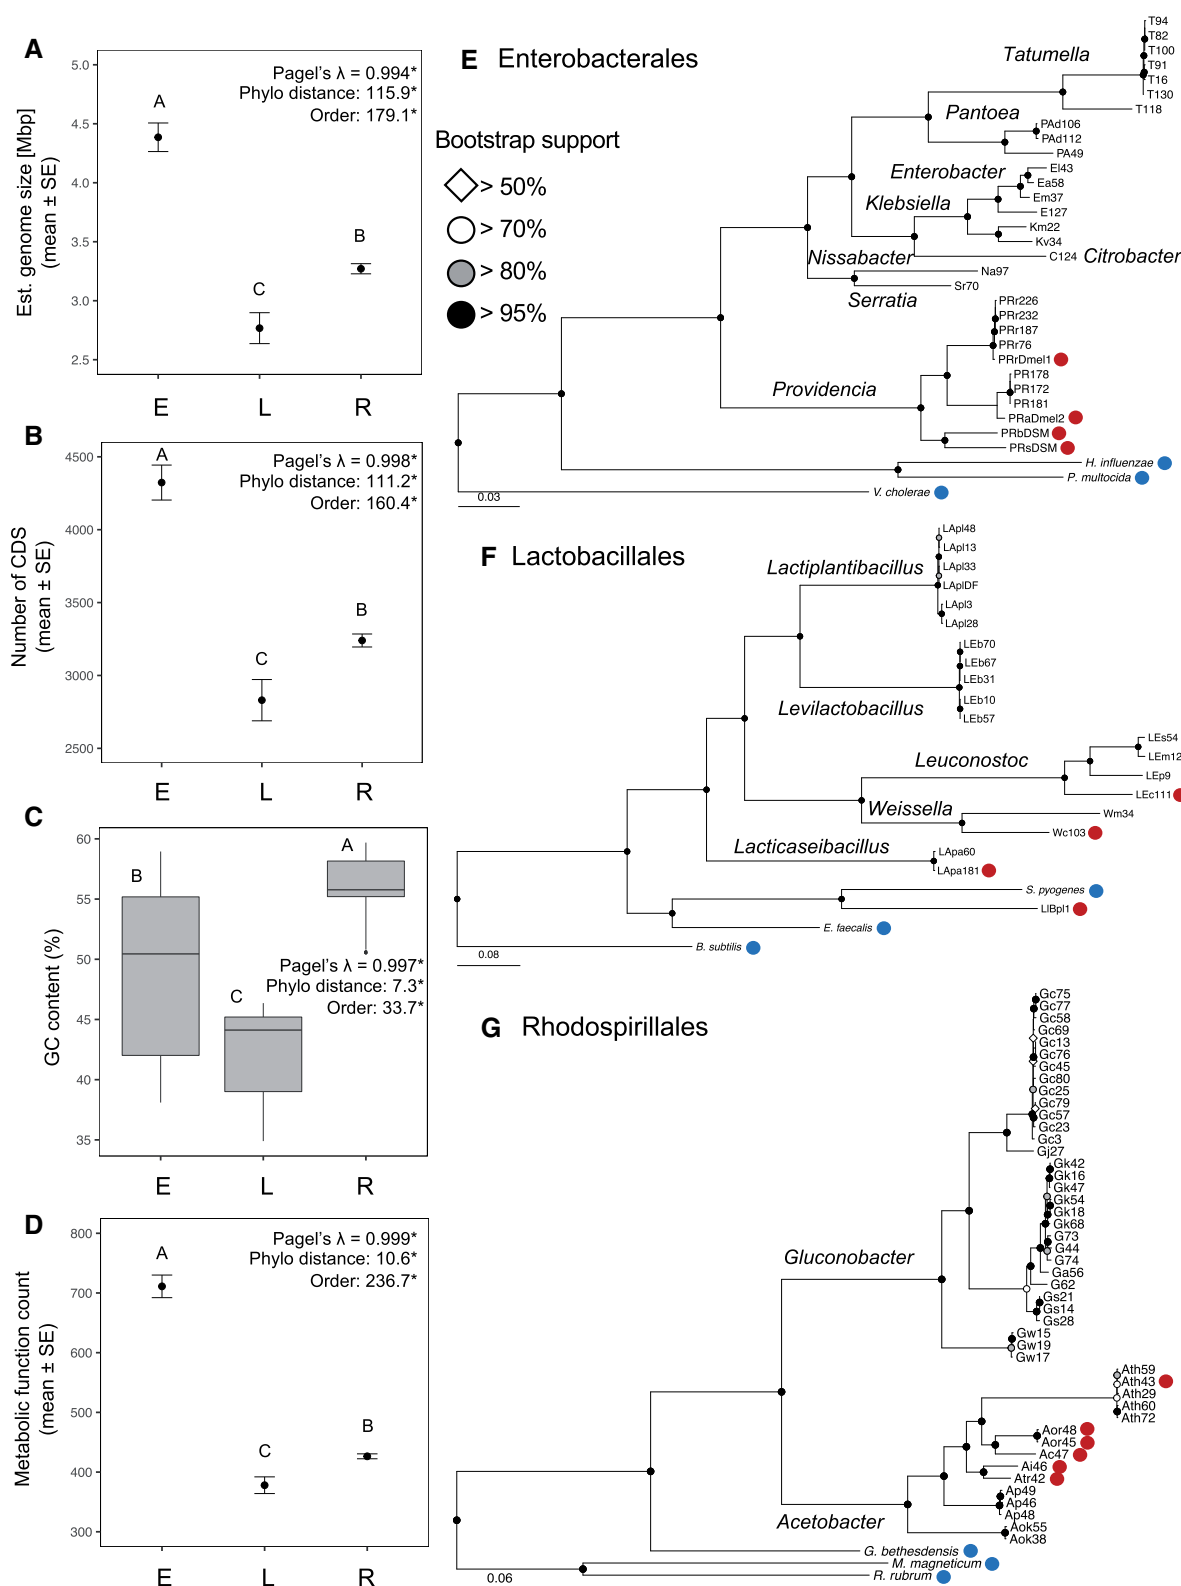 A
Est. genome size [Mbp]
(mean ± SE)
5.0
4.5
4.0
3.5
3.0
2.5
Pagel's λ = 0.994*
Phylo distance: 115.9*
Order: 179.1*
A
C
B
E
L
R
B
Number of CDS
(mean ± SE)
4500
4000
3500
3000
2500
Pagel's λ = 0.998*
Phylo distance: 111.2*
Order: 160.4*
A
C
B
E
L
R
C
GC content (%)
60
55
50
45
40
35
B
C
A
Pagel's λ = 0.997*
Phylo distance: 7.3*
Order: 33.7*
E
L
R
D
Metabolic function count
(mean ± SE)
800
700
600
500
400
300
Pagel's λ = 0.999*
Phylo distance: 10.6*
Order: 236.7*
A
C
B
E
L
R
E Enterobacterales
Bootstrap support
> 50%
> 70%
> 80%
> 95%
Tatumella
T94
T82
T100
T91
T16
T130
T118
Pantoea
PAd106
PAd112
PA49
Enterobacter
El43
Ea58
Em37
E127
Klebsiella
Km22
Kv34
C124
Citrobacter
Nissabacter
Na97
Sr70
Serratia
PRr226
PRr232
PRr187
PRr76
PRrDmel1
PR178
PR172
PR181
Providencia
PRaDmel2
PRbDSM
PRsDSM
H. influenzae
P. multocida
V. cholerae
0.03
F Lactobacillales
Lactiplantibacillus
LApl48
LApl13
LApl33
LAplDF
LApl3
LApl28
LEb70
LEb67
LEb31
LEb10
LEb57
Levilactobacillus
Leuconostoc
LEs54
LEm12
LEp9
LEc111
Weissella
Wm34
Wc103
Lacticaseibacillus
LApa60
LApa181
S. pyogenes
LlBpl1
E. faecalis
B. subtilis
0.08
G Rhodospirillales
Gc75
Gc77
Gc58
Gc69
Gc13
Gc76
Gc45
Gc80
Gc25
Gc79
Gc57
Gc23
Gc3
Gj27
Gk42
Gk16
Gk47
Gk54
Gk18
Gk68
G73
G44
G74
Ga56
G62
Gs21
Gs14
Gs28
Gluconobacter
Gw15
Gw19
Gw17
Ath59
Ath43
Ath29
Ath60
Ath72
Aor48
Aor45
Ac47
Ai46
Atr42
Ap49
Ap46
Ap48
Acetobacter
Aok55
Aok38
G. bethesdensis
M. magneticum
R. rubrum
0.06